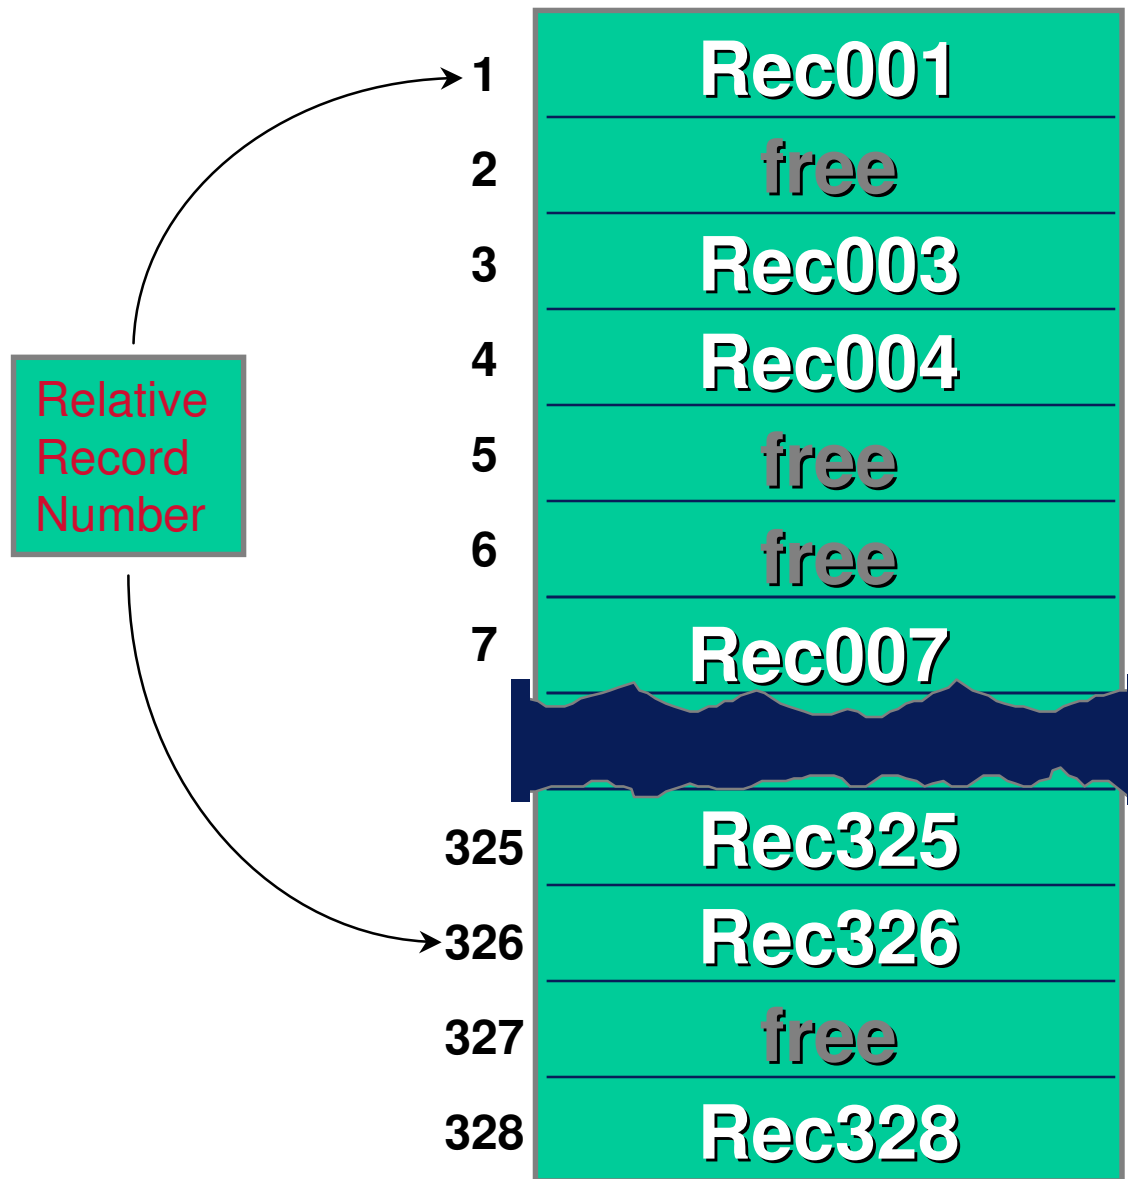 1 Rec001
2 free
3 Rec003
4 Rec004
5 free
6 free
7 Rec007
Relative
Record
Number
325 Rec325
326 Rec326
327 free
328 Rec328